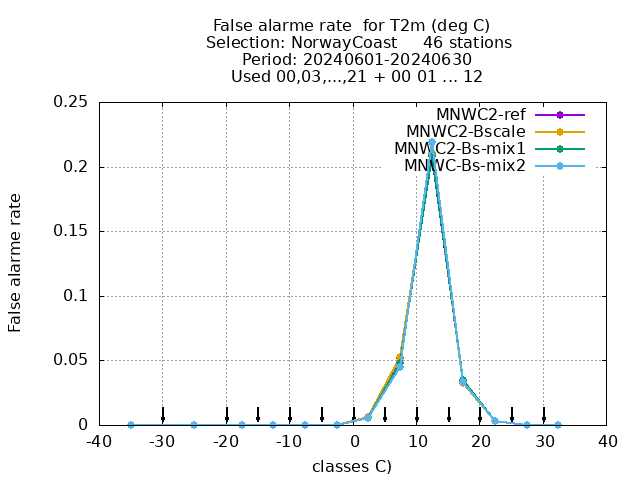 False alarme rate  for T2m (deg C)
Selection: NorwayCoast     46 stations
Period: 20240601-20240630
Used 00,03,...,21 + 00 01 ... 12
MNWC2-ref
MNWC2-Bscale
MNWC2-Bs-mix1
MNWC-Bs-mix2
False alarme rate
0.25
0.2
0.15
0.1
0.05
0
-40 -30 -20 -10 0 10 20 30 40
classes C)